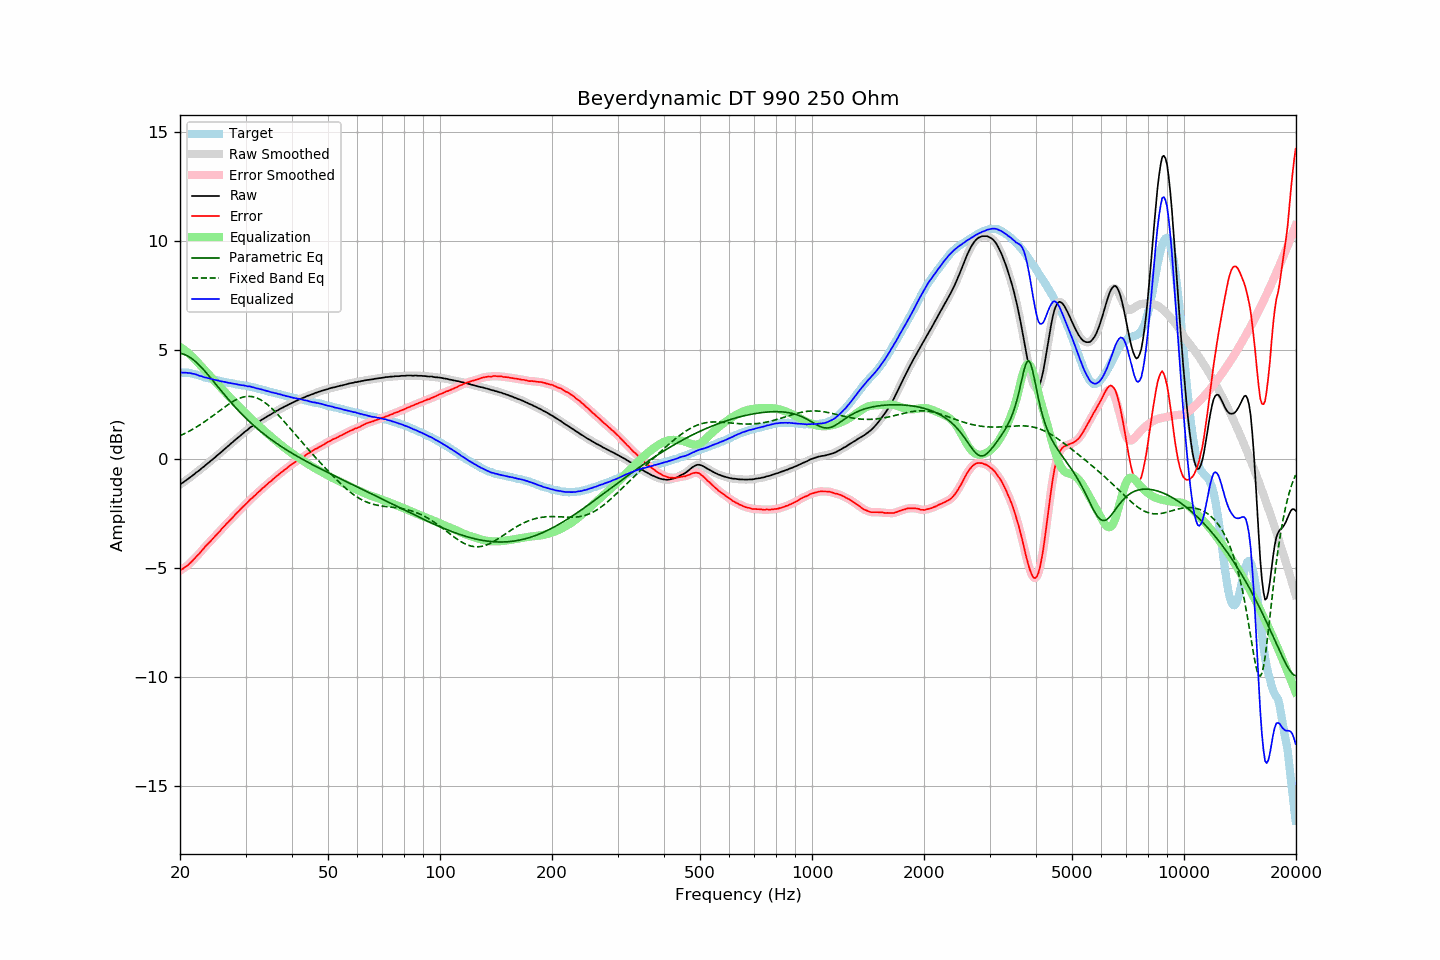 Beyerdynamic DT 990 250 Ohm
Target
Raw Smoothed
Error Smoothed
Raw
Error
Equalization
Parametric Eq
Fixed Band Eq
Equalized
Amplitude (dBr)
15
10
5
0
−5
−10
−15
20 50 100 200 500 1000 2000 5000 10000 20000
Frequency (Hz)